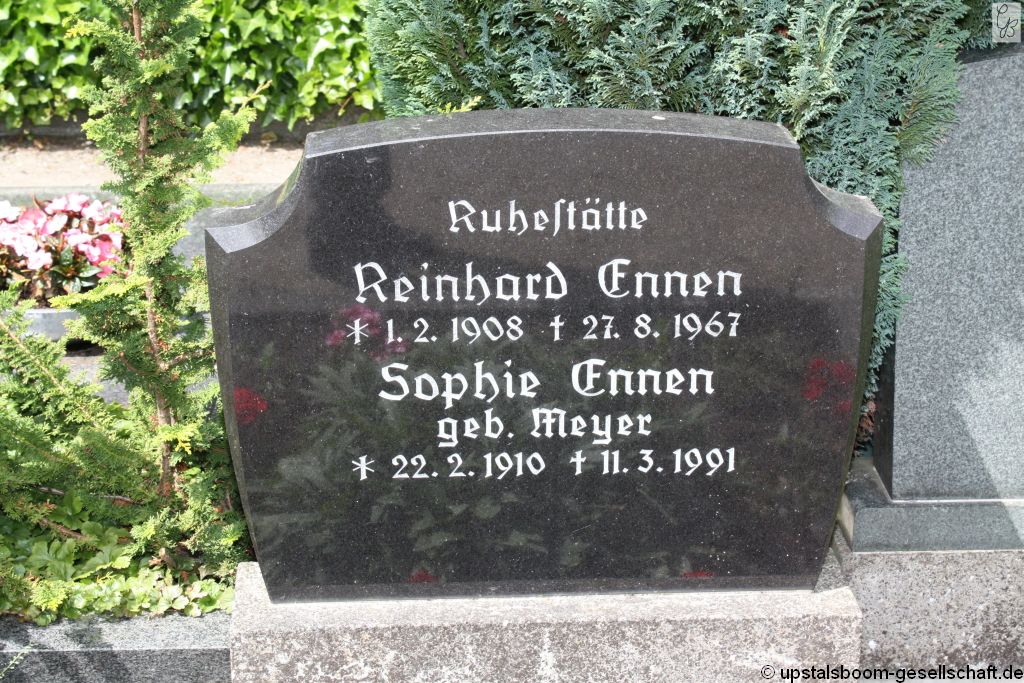 Ruheſtätte
Reinhard Ennen
* 1. 2. 1908 † 27. 8. 1967
Sophie Ennen
geb. Meyer
* 22. 2. 1910 † 11. 3. 1991
© upstalsboom-gesellschaft.de